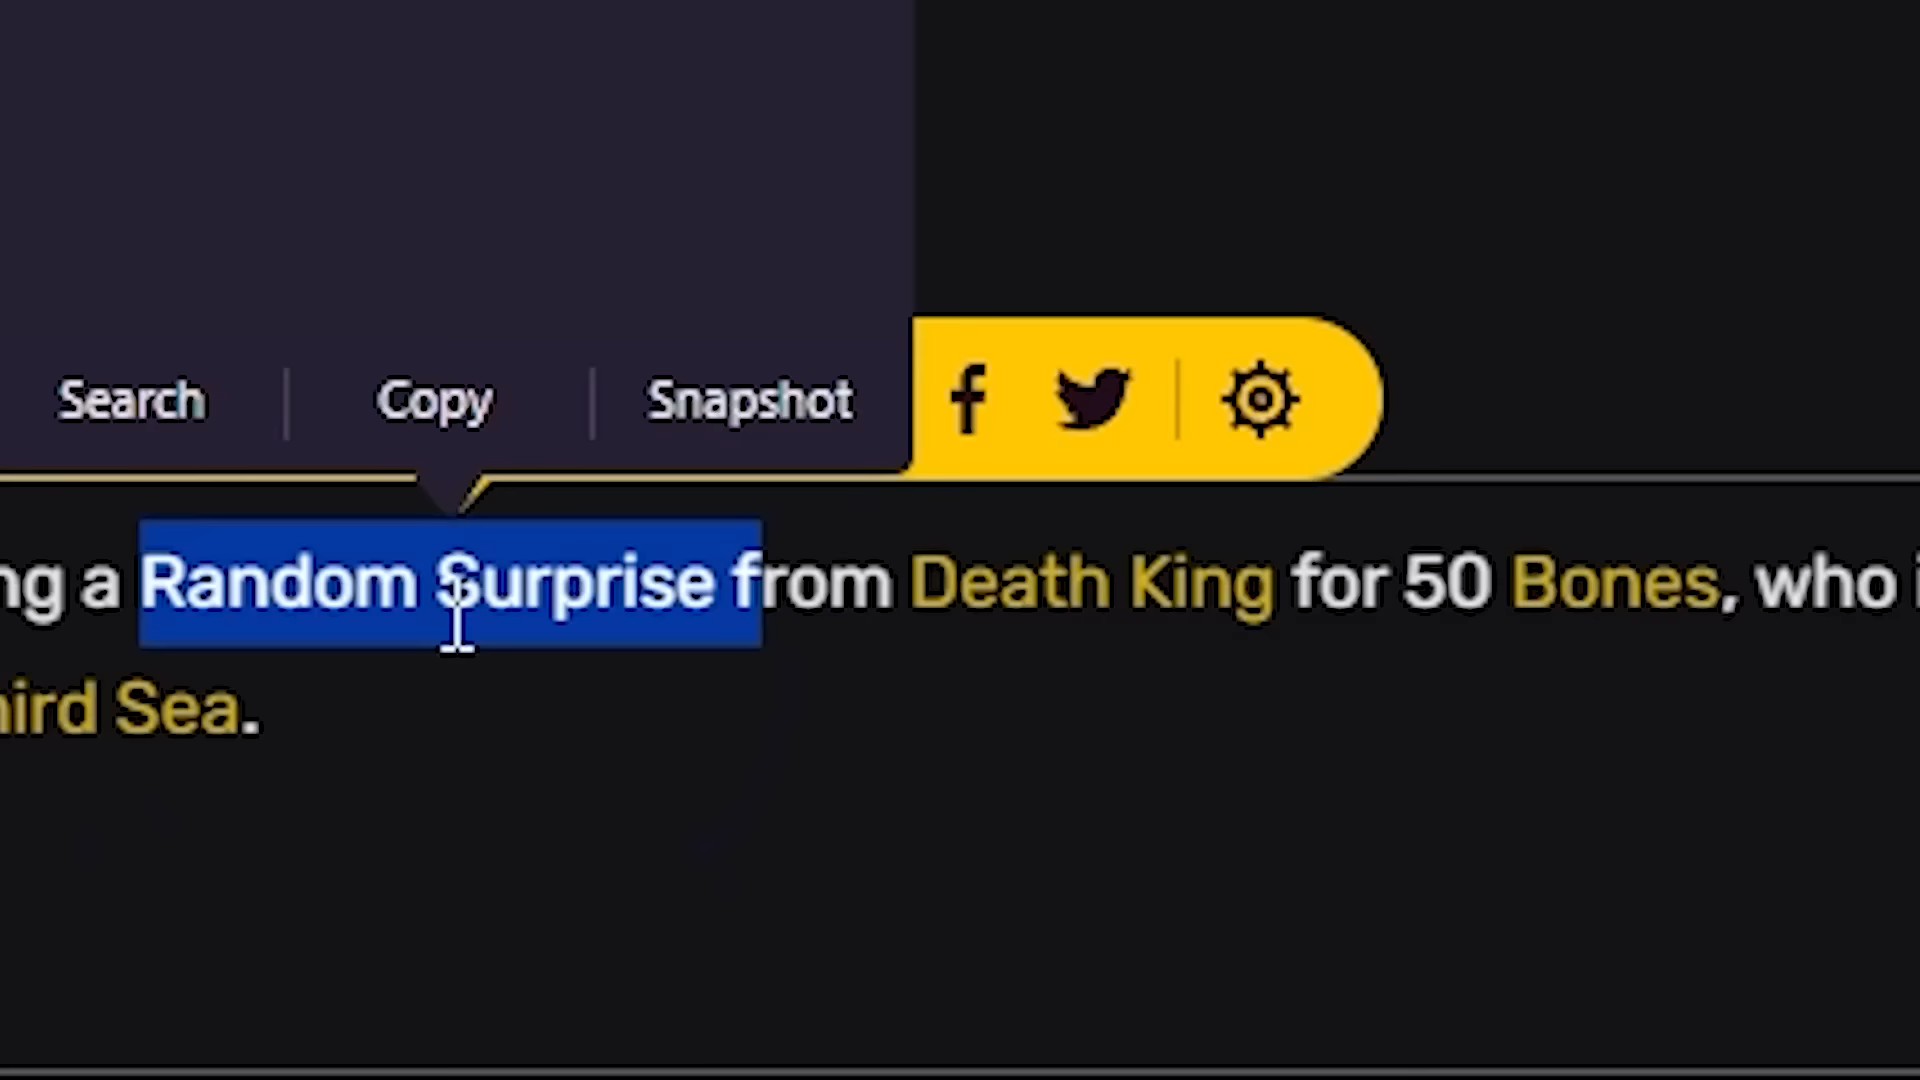 Search Copy Snapshot
ng a Random Surprise from Death King for 50 Bones, who i
hird Sea.